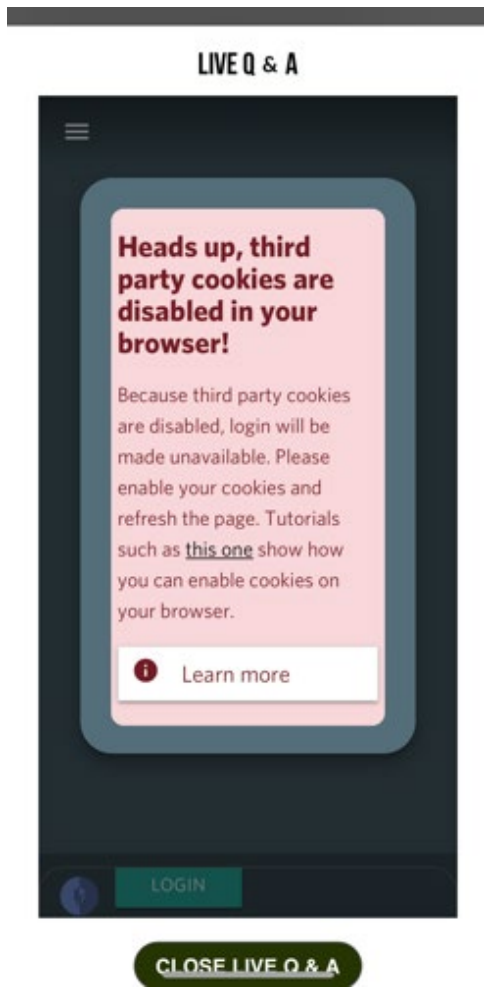 LIVE Q & A
Heads up, third
party cookies are
disabled in your
browser!
Because third party cookies
are disabled, login will be
made unavailable. Please
enable your cookies and
refresh the page. Tutorials
such as this one show how
you can enable cookies on
your browser.
Learn more
LOGIN
CLOSE LIVE Q & A